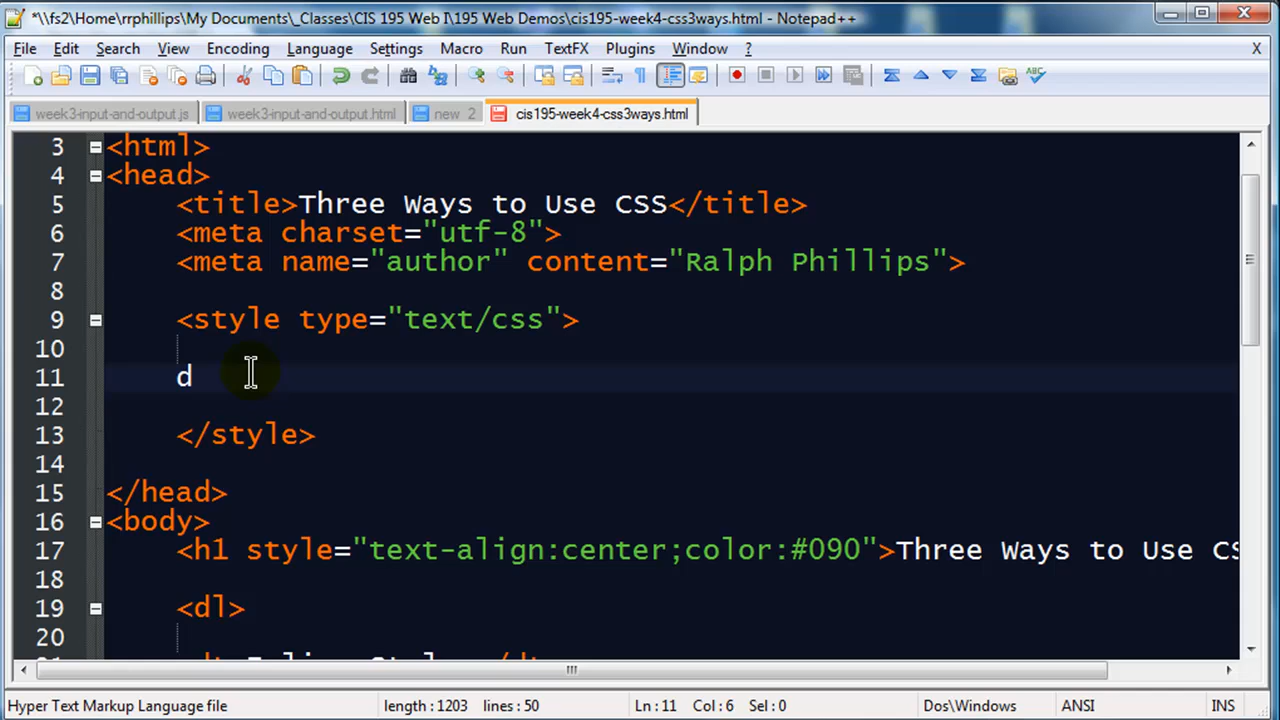 *\\fs2\Home\rrphillips\My Documents\_Classes\CIS 195 Web I\195 Web Demos\cis195-week4-css3ways.html - Notepad++
File Edit Search View Encoding Language Settings Macro Run TextFX Plugins Window ? X
week3-input-and-output.js week3-input-and-output.html new 2 cis195-week4-css3ways.html
3 <html>
4 <head>
5 <title>Three Ways to Use CSS</title>
6 <meta charset="utf-8">
7 <meta name="author" content="Ralph Phillips">
8
9 <style type="text/css">
10
11 d
12
13 </style>
14
15 </head>
16 <body>
17 <h1 style="text-align:center;color:#090">Three Ways to Use CS
18
19 <dl>
20
Hyper Text Markup Language file length : 1203 lines : 50 Ln : 11 Col : 6 Sel : 0 Dos\Windows ANSI INS